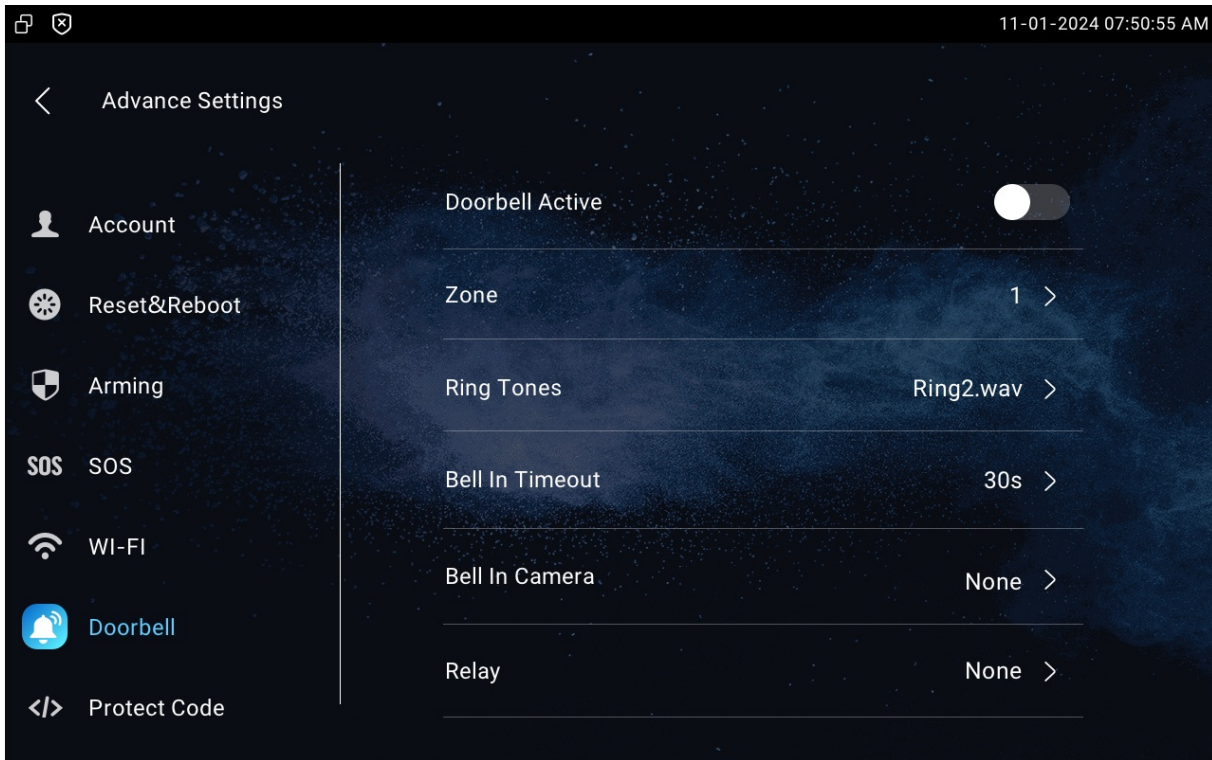 11-01-2024 07:50:55 AM
Advance Settings
Account
Reset&Reboot
Arming
SOS SOS
WI-FI
Doorbell
</> Protect Code
Doorbell Active
Zone 1
Ring Tones Ring2.wav
Bell In Timeout 30s
Bell In Camera None
Relay None